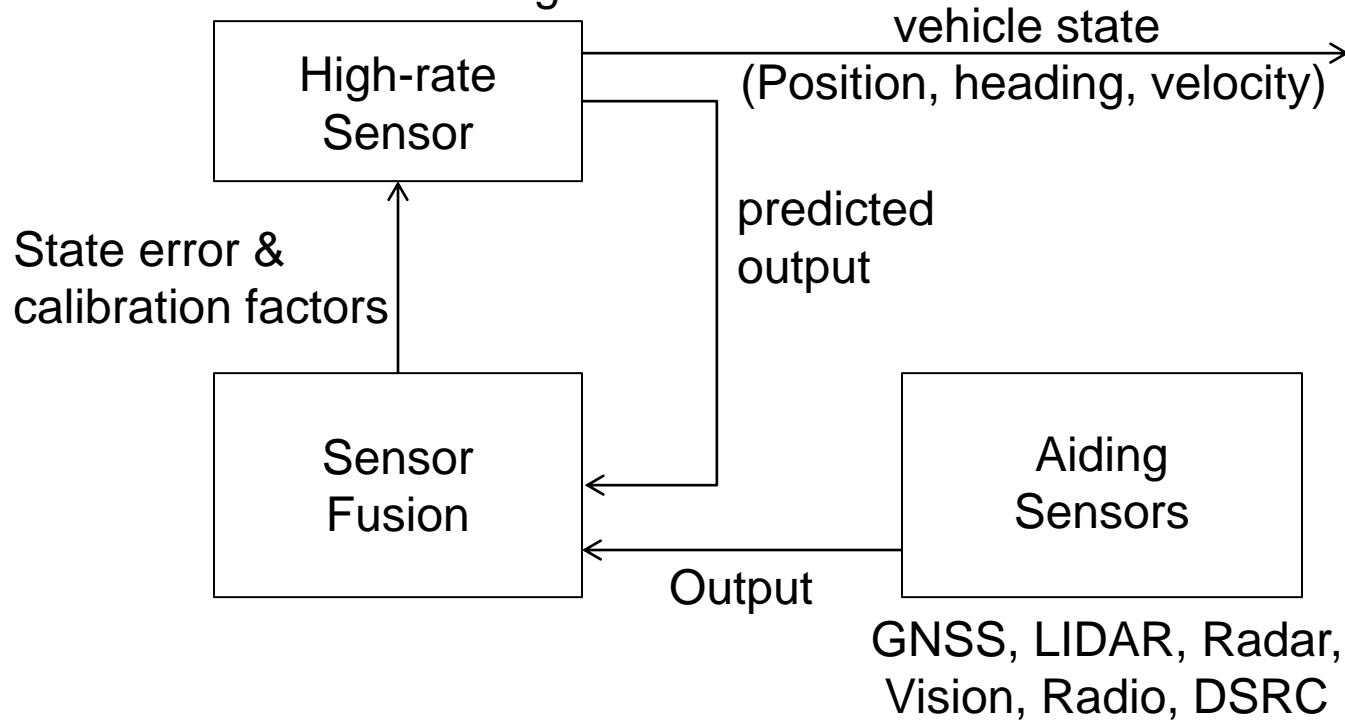 High-rate
Sensor
vehicle state
(Position, heading, velocity)
predicted
output
State error &
calibration factors
Sensor
Fusion
Aiding
Sensors
Output
GNSS, LIDAR, Radar,
Vision, Radio, DSRC